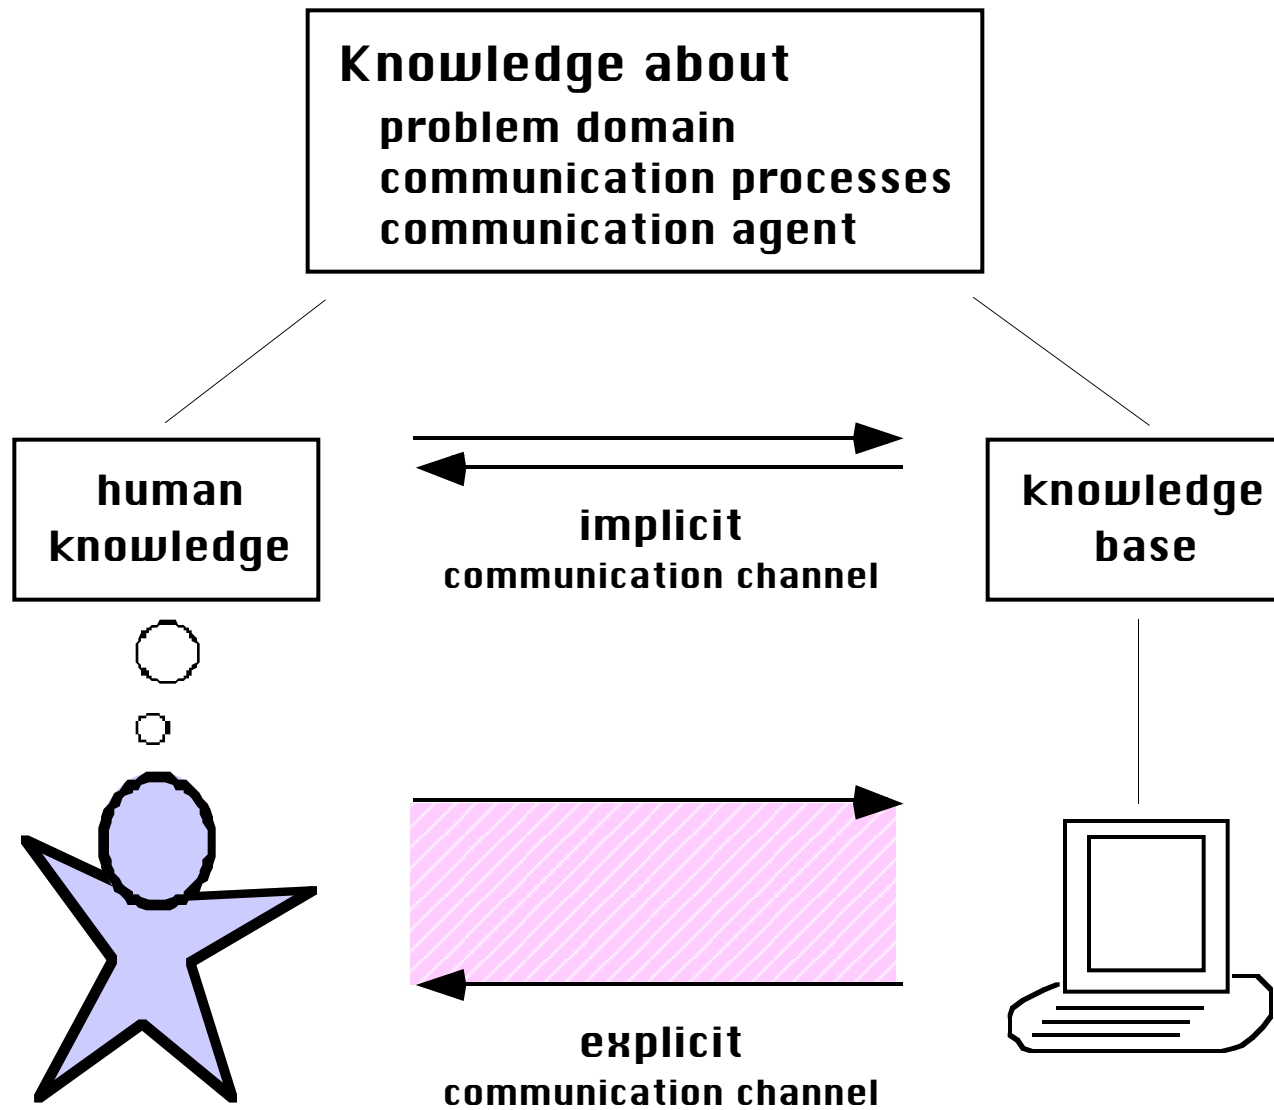 Knowledge about
problem domain
communication processes
communication agent
human
knowledge
implicit
communication channel
knowledge
base
explicit
communication channel